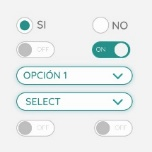 SI NO
OFF ON
OPCIÓN 1
SELECT
OFF OFF